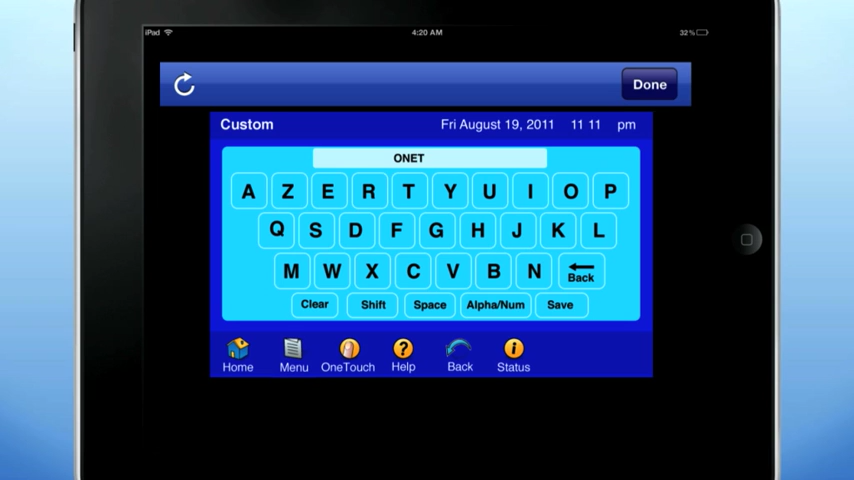 iPad 4:20 AM 32%
Done
Custom Fri August 19, 2011 11 11 pm
ONET
A Z E R T Y U I O P
Q S D F G H J K L
M W X C V B N Back
Clear Shift Space Alpha/Num Save
Home Menu OneTouch Help Back Status